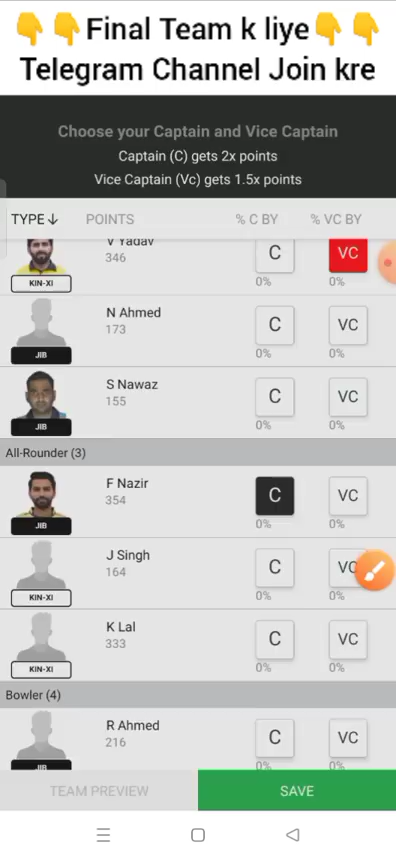 👇👇Final Team k liye👇👇
Telegram Channel Join kre
Choose your Captain and Vice Captain
Captain (C) gets 2x points
Vice Captain (Vc) gets 1.5x points
TYPE↓ POINTS % C BY % VC BY
V Yadav
346
C VC
KIN-XI
0% 0%
N Ahmed
173
C VC
JIB
0% 0%
S Nawaz
155
C VC
JIB
0% 0%
All-Rounder (3)
F Nazir
354
C VC
JIB
0% 0%
J Singh
164
C VC
KIN-XI
0% 0%
K Lal
333
C VC
KIN-XI
0% 0%
Bowler (4)
R Ahmed
216
C VC
JIB
0% 0%
TEAM PREVIEW SAVE